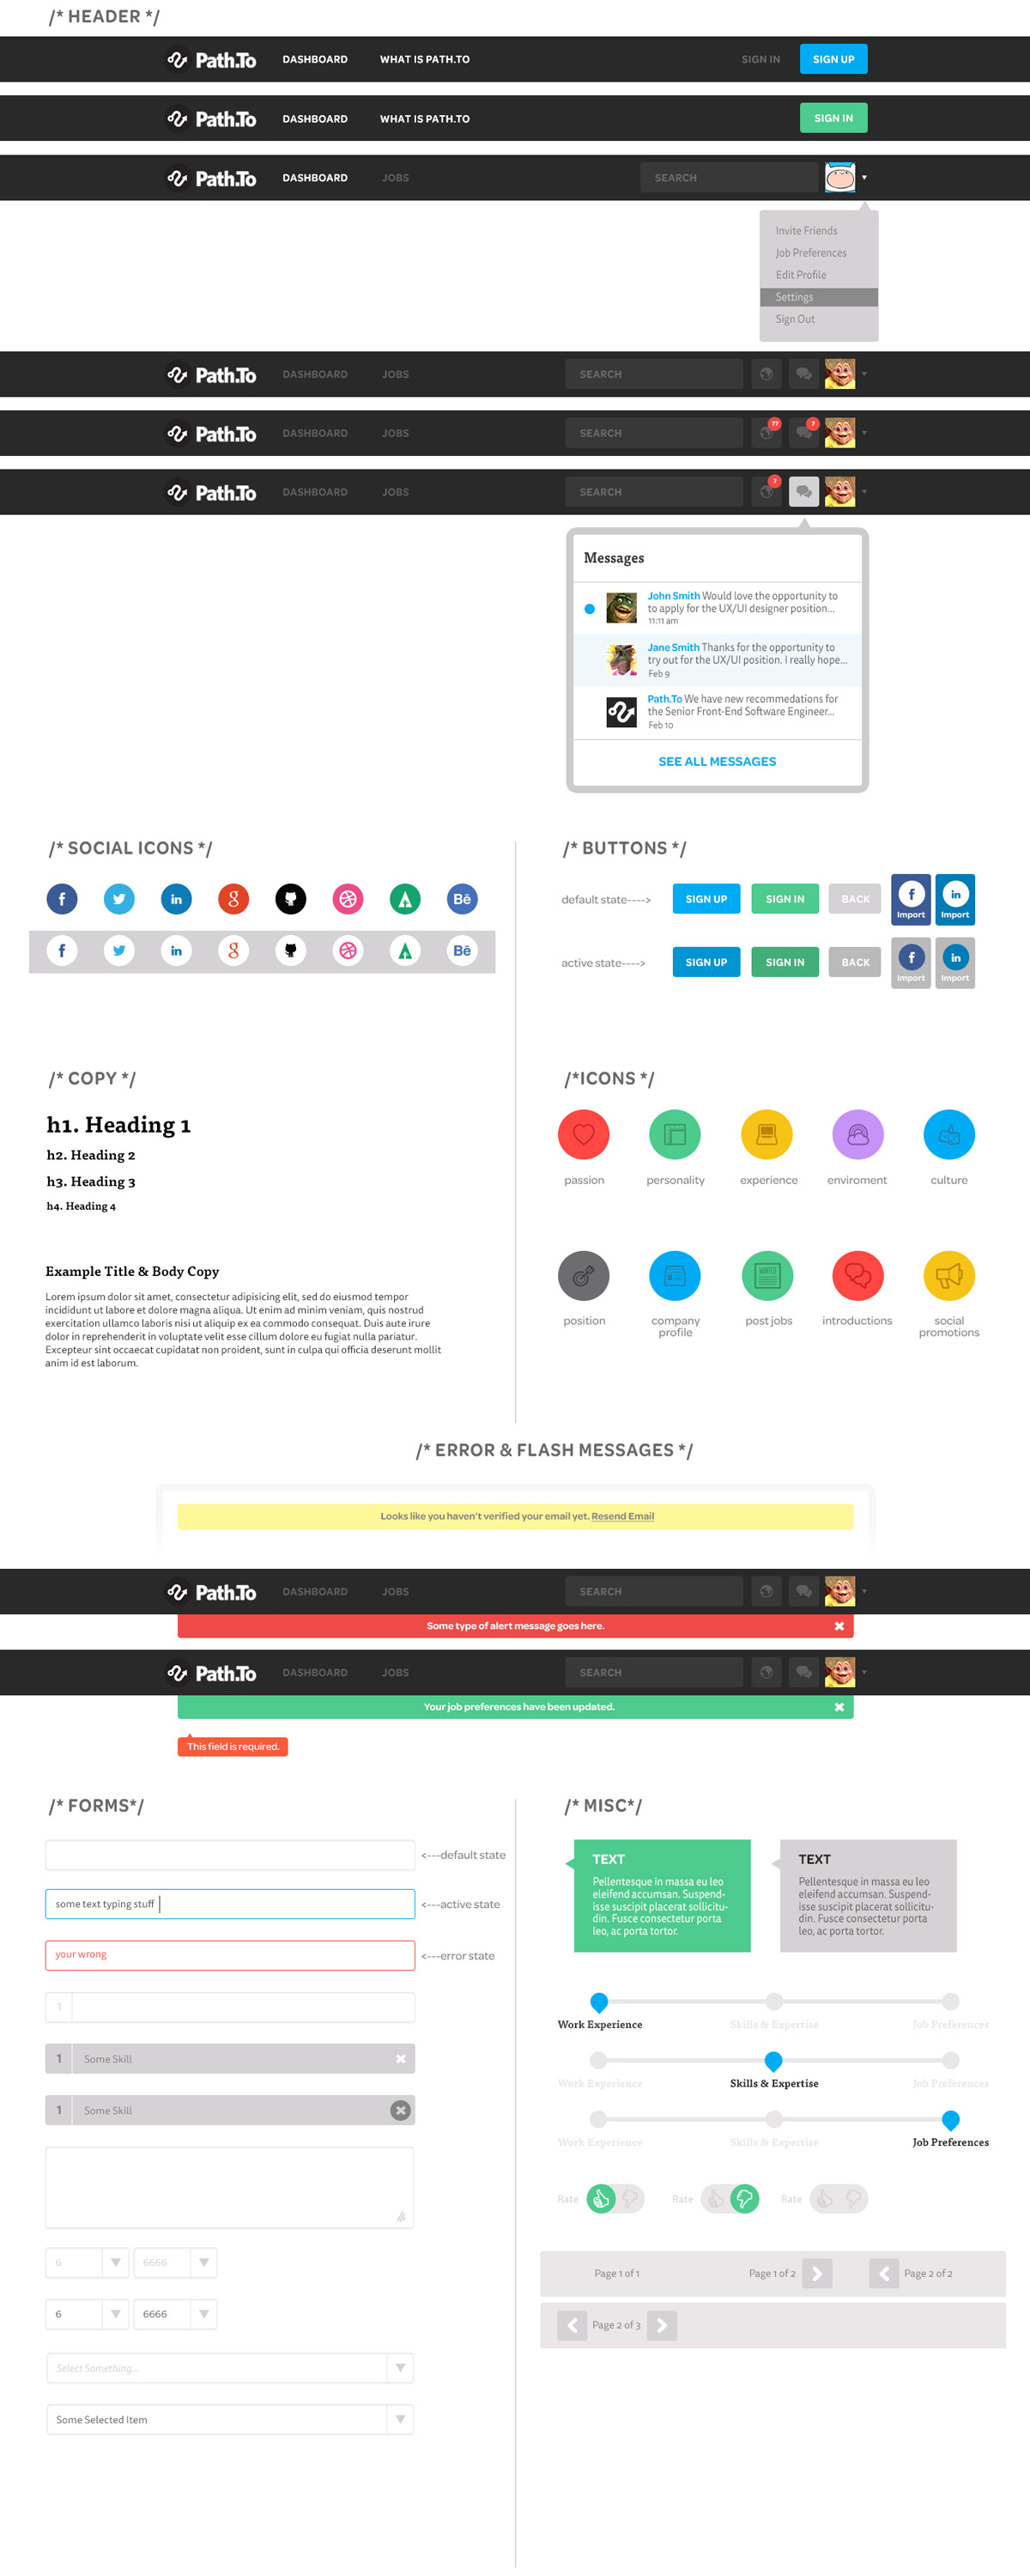 /* HEADER */
Path.To DASHBOARD WHAT IS PATH.TO SIGN IN SIGN UP
Path.To DASHBOARD WHAT IS PATH.TO SIGN IN
Path.To DASHBOARD JOBS SEARCH
Invite Friends
Job Preferences
Edit Profile
Settings
Sign Out
Path.To DASHBOARD JOBS SEARCH
Path.To DASHBOARD JOBS SEARCH ?? ?
Path.To DASHBOARD JOBS SEARCH ?
Messages
John Smith Would love the opportunity to
to apply for the UX/UI designer position...
11:11 am
Jane Smith Thanks for the opportunity to
try out for the UX/UI position. I really hope...
Feb 9
Path.To We have new recommedations for
the Senior Front-End Software Engineer...
Feb 10
SEE ALL MESSAGES
/* SOCIAL ICONS */
f in g Bē
f in g Bē
/* BUTTONS */
default state----> SIGN UP SIGN IN BACK f Import in Import
active state----> SIGN UP SIGN IN BACK f Import in Import
/* COPY */
h1. Heading 1
h2. Heading 2
h3. Heading 3
h4. Heading 4
Example Title & Body Copy
Lorem ipsum dolor sit amet, consectetur adipisicing elit, sed do eiusmod tempor
incididunt ut labore et dolore magna aliqua. Ut enim ad minim veniam, quis nostrud
exercitation ullamco laboris nisi ut aliquip ex ea commodo consequat. Duis aute irure
dolor in reprehenderit in voluptate velit esse cillum dolore eu fugiat nulla pariatur.
Excepteur sint occaecat cupidatat non proident, sunt in culpa qui officia deserunt mollit
anim id est laborum.
/*ICONS */
passion personality experience enviroment culture
WANTED
position company profile post jobs introductions social promotions
/* ERROR & FLASH MESSAGES */
Looks like you haven't verified your email yet. Resend Email
Path.To DASHBOARD JOBS SEARCH
Some type of alert message goes here.
Path.To DASHBOARD JOBS SEARCH
Your job preferences have been updated.
This field is required.
/* FORMS*/
<---default state
some text typing stuff <---active state
your wrong <---error state
1
1 Some Skill
1 Some Skill
6 6666
6 6666
Select Something...
Some Selected Item
/* MISC*/
TEXT
Pellentesque in massa eu leo
eleifend accumsan. Suspend-
isse suscipit placerat sollicitu-
din. Fusce consectetur porta
leo, ac porta tortor.
TEXT
Pellentesque in massa eu leo
eleifend accumsan. Suspend-
isse suscipit placerat sollicitu-
din. Fusce consectetur porta
leo, ac porta tortor.
Work Experience Skills & Expertise Job Preferences
Work Experience Skills & Expertise Job Preferences
Work Experience Skills & Expertise Job Preferences
Rate Rate Rate
Page 1 of 1 Page 1 of 2 Page 2 of 2
Page 2 of 3